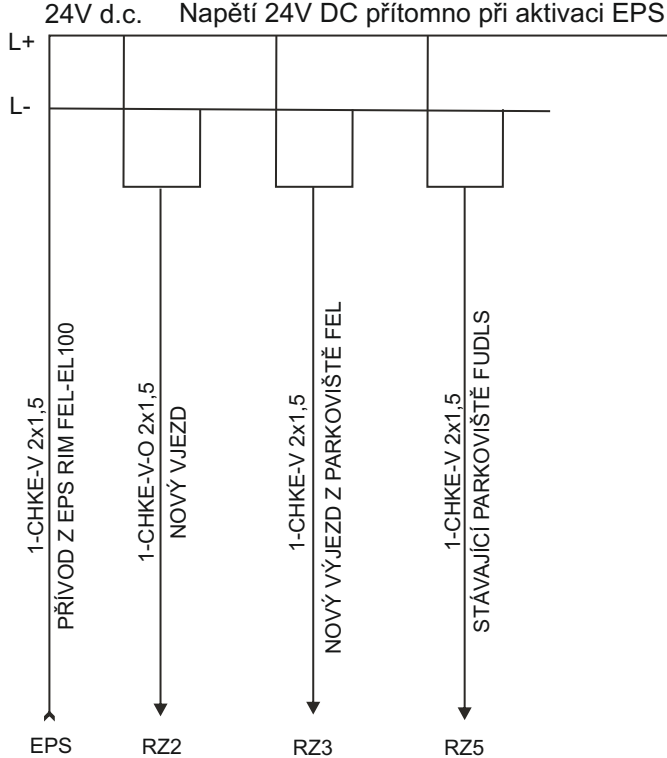 24V d.c.
Napětí 24V DC přítomno při aktivaci EPS
L+
L-
1-CHKE-V 2x1,5
PŘÍVOD Z EPS RIM FEL-EL100
1-CHKE-V-O 2x1,5
NOVÝ VJEZD
1-CHKE-V 2x1,5
NOVÝ VÝJEZD Z PARKOVIŠTĚ FEL
1-CHKE-V 2x1,5
STÁVAJÍCÍ PARKOVIŠTĚ FUDLS
EPS
RZ2
RZ3
RZ5